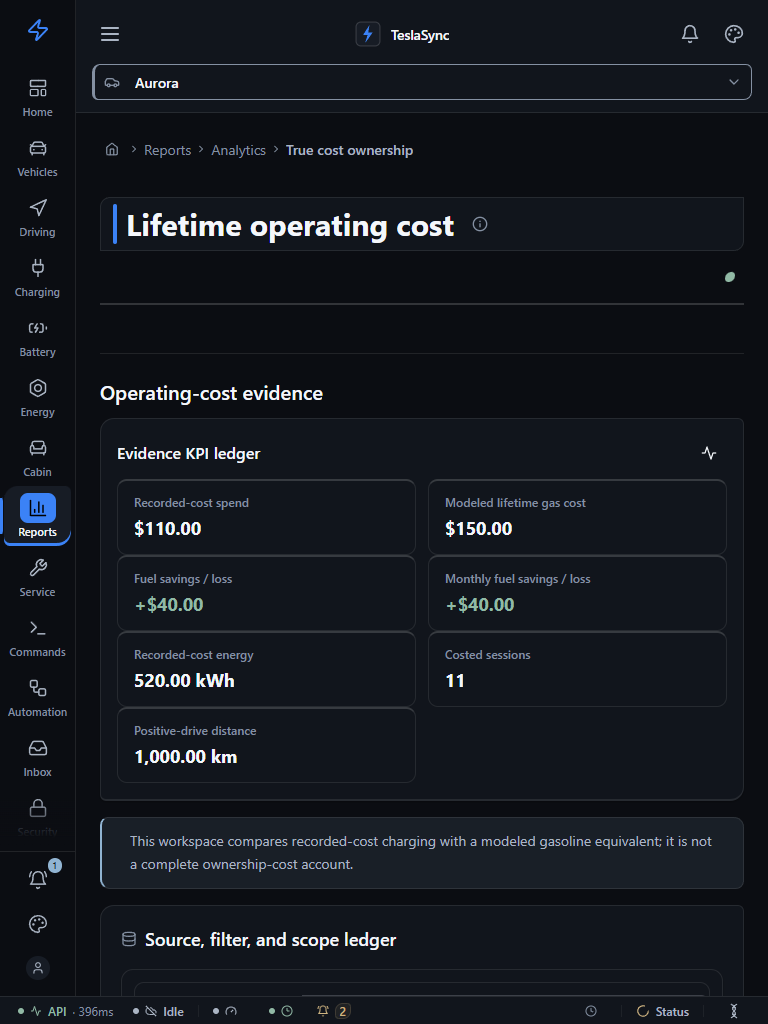 TeslaSync
Aurora
Home
Vehicles
Driving
Charging
Battery
Energy
Cabin
Reports
Service
Commands
Automation
Inbox
Security
1
Reports
Analytics
True cost ownership
Lifetime operating cost
Operating-cost evidence
Evidence KPI ledger
Recorded-cost spend
$110.00
Modeled lifetime gas cost
$150.00
Fuel savings / loss
+$40.00
Monthly fuel savings / loss
+$40.00
Recorded-cost energy
520.00 kWh
Costed sessions
11
Positive-drive distance
1,000.00 km
This workspace compares recorded-cost charging with a modeled gasoline equivalent; it is not
a complete ownership-cost account.
Source, filter, and scope ledger
API · 396ms
Idle
2
Status